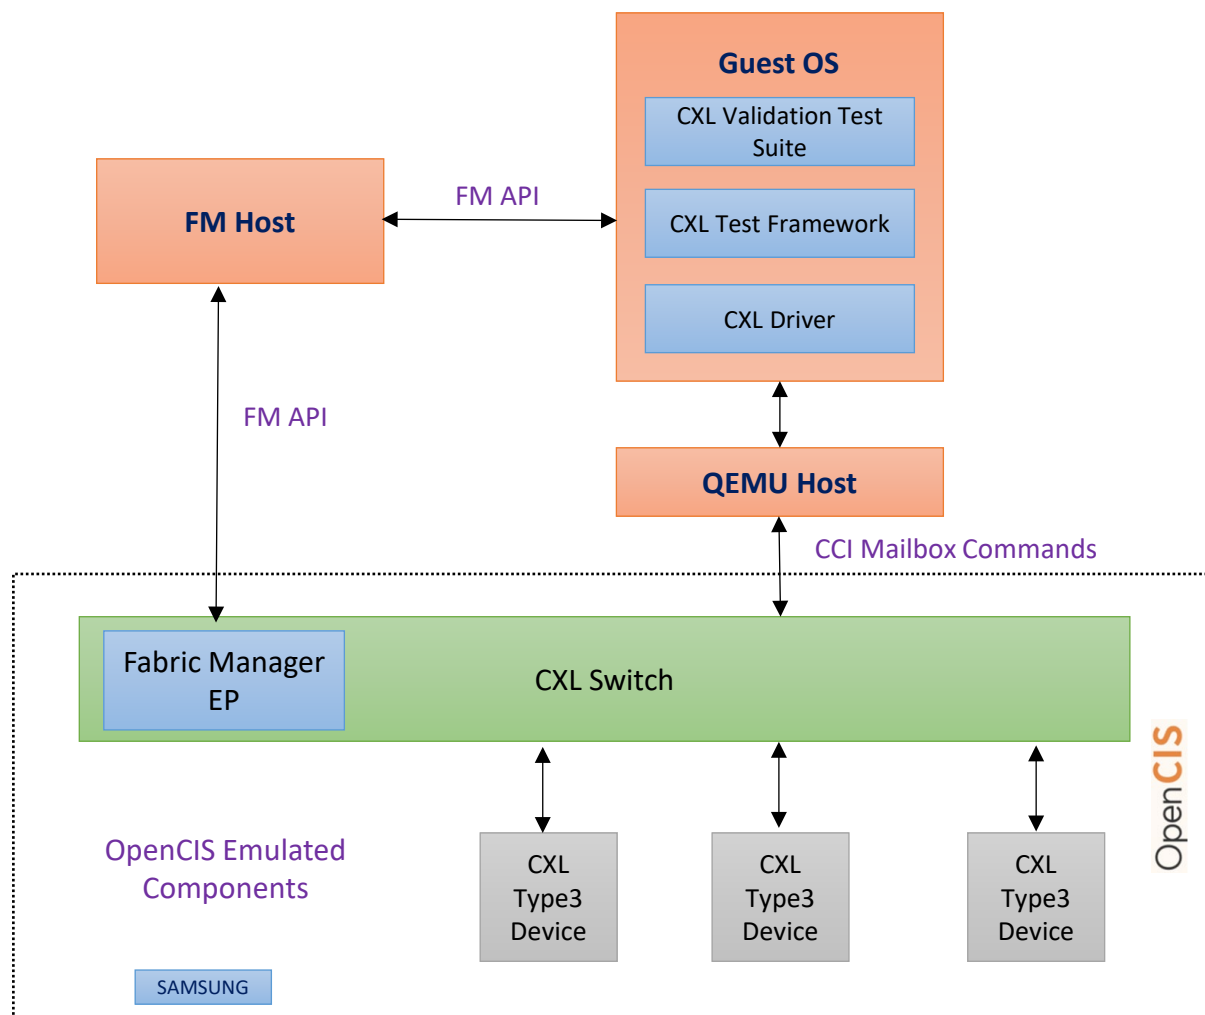 Guest OS
CXL Validation Test
Suite
CXL Test Framework
CXL Driver
FM API
FM Host
FM API
QEMU Host
CCI Mailbox Commands
Fabric Manager
EP
CXL Switch
OpenCIS
OpenCIS Emulated
Components
CXL
Type3
Device
CXL
Type3
Device
CXL
Type3
Device
SAMSUNG